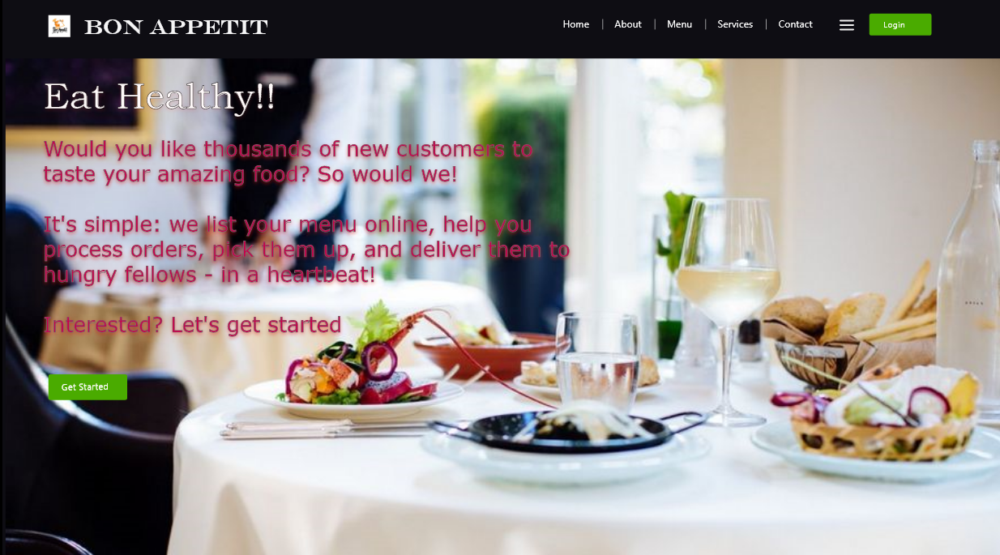 BON APPETIT
Home | About | Menu | Services | Contact
Login
Eat Healthy!!
Would you like thousands of new customers to
taste your amazing food? So would we!
It's simple: we list your menu online, help you
process orders, pick them up, and deliver them to
hungry fellows - in a heartbeat!
Interested? Let's get started
Get Started